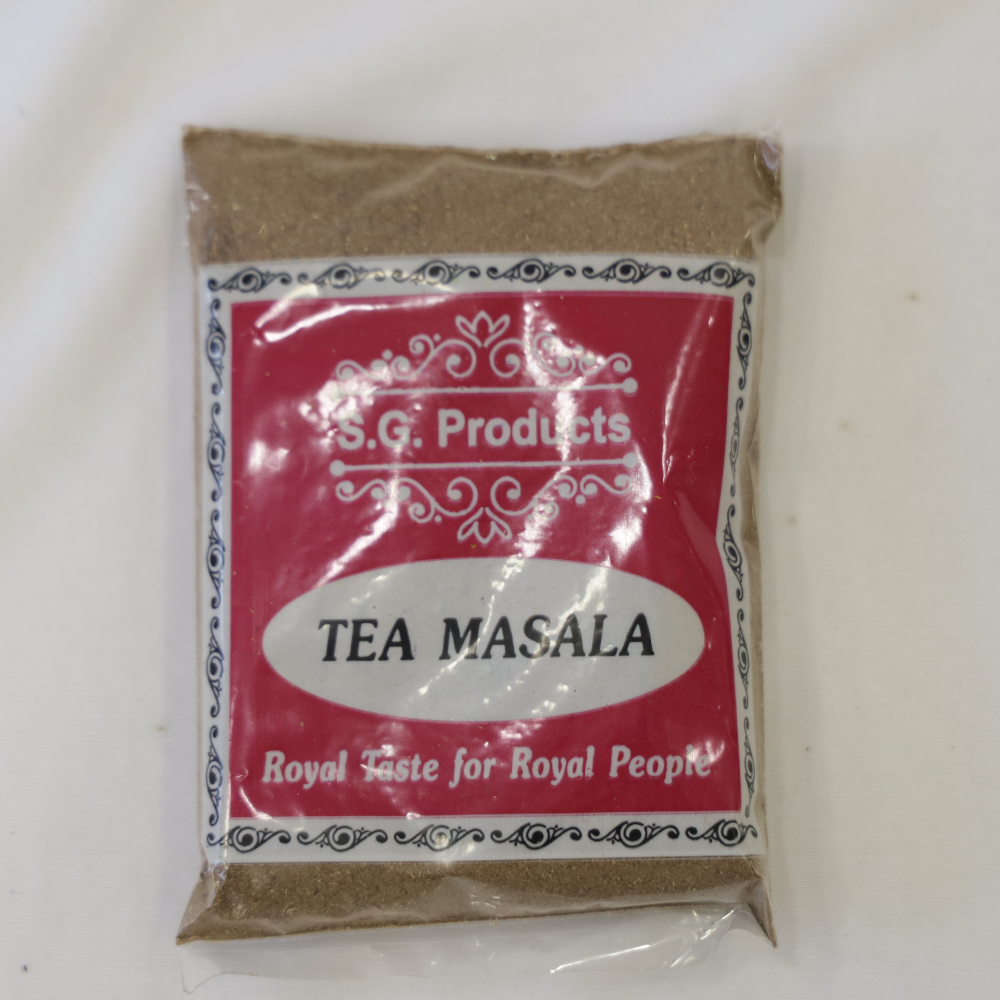 S.G. Products
TEA MASALA
Royal Taste for Royal People